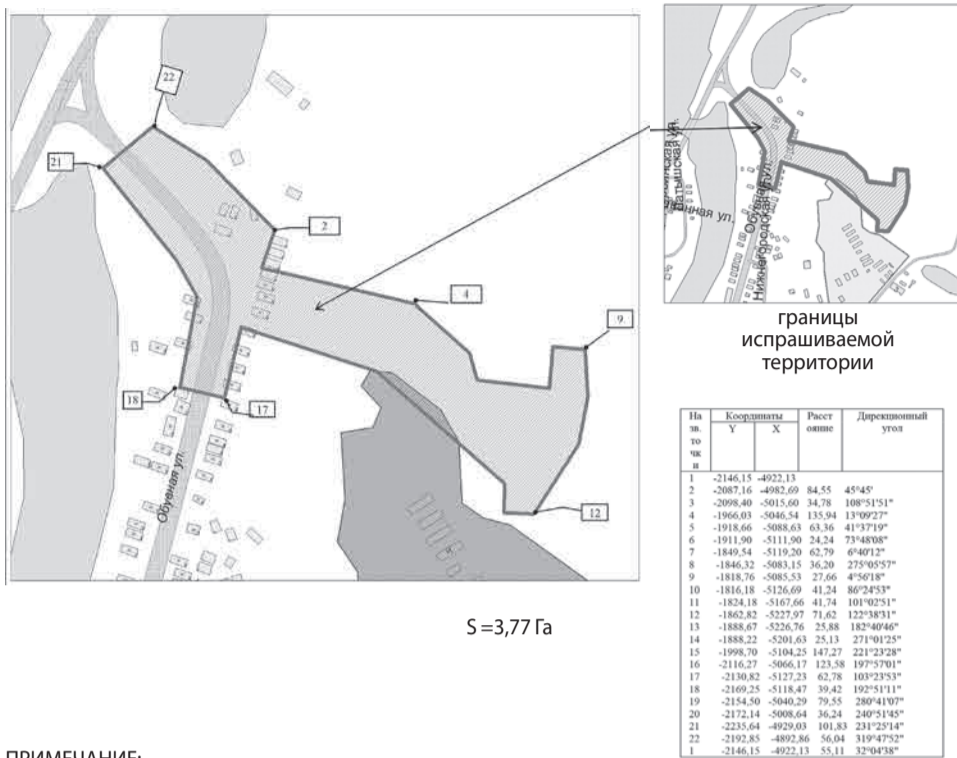 22
21
2
4
9
18
17
12
Обувная ул.
Обувная ул.
Нижнегородская ул.
Латышская ул.
границы
испрашиваемой
территории
S =3,77 Га
На зв. то чк и Координаты Расст ояние Дирекционный угол
Y X
1 -2146,15 -4922,13
2 -2087,16 -4982,69 84,55 45°45'
3 -2098,40 -5015,60 34,78 108°51'51"
4 -1966,03 -5046,54 135,94 13°09'27"
5 -1918,66 -5088,63 63,36 41°37'19"
6 -1911,90 -5111,90 24,24 73°48'08"
7 -1849,54 -5119,20 62,79 6°40'12"
8 -1846,32 -5083,15 36,20 275°05'57"
9 -1818,76 -5085,53 27,66 4°56'18"
10 -1816,18 -5126,69 41,24 86°24'53"
11 -1824,18 -5167,66 41,74 101°02'51"
12 -1862,82 -5227,97 71,62 122°38'31"
13 -1888,67 -5226,76 25,88 182°40'46"
14 -1888,22 -5201,63 25,13 271°01'25"
15 -1998,70 -5104,25 147,27 221°23'28"
16 -2116,27 -5066,17 123,58 197°57'01"
17 -2130,82 -5127,23 62,78 103°23'53"
18 -2169,25 -5118,47 39,42 192°51'11"
19 -2154,50 -5040,29 79,55 280°41'07"
20 -2172,14 -5008,64 36,24 240°51'45"
21 -2235,64 -4929,03 101,83 231°25'14"
22 -2192,85 -4892,86 56,04 319°47'52"
1 -2146,15 -4922,13 55,11 32°04'38"
ПРИМЕЧАНИЕ: